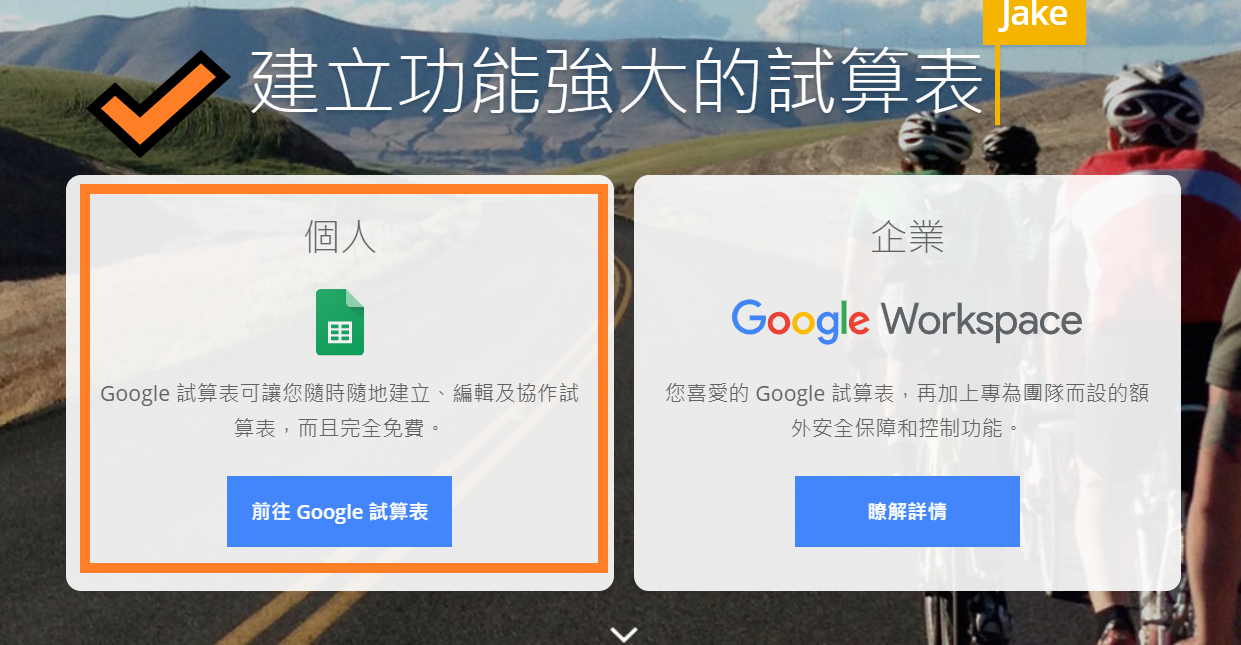 Jake
建立功能強大的試算表
個人
Google 試算表可讓您隨時隨地建立、編輯及協作試
算表，而且完全免費。
前往 Google 試算表
企業
Google Workspace
您喜愛的 Google 試算表，再加上專為團隊而設的額
外安全保障和控制功能。
瞭解詳情